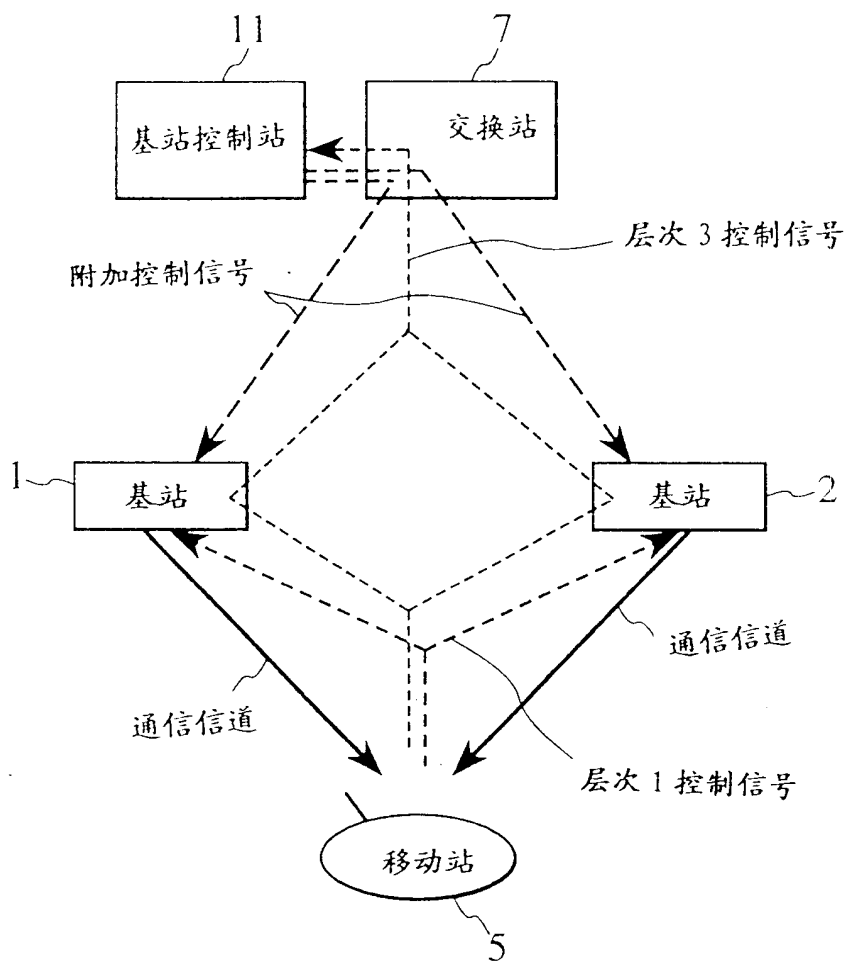 11
7
基站控制站
交换站
层次 3 控制信号
附加控制信号
1
基站
基站
2
通信信道
通信信道
层次 1 控制信号
移动站
5